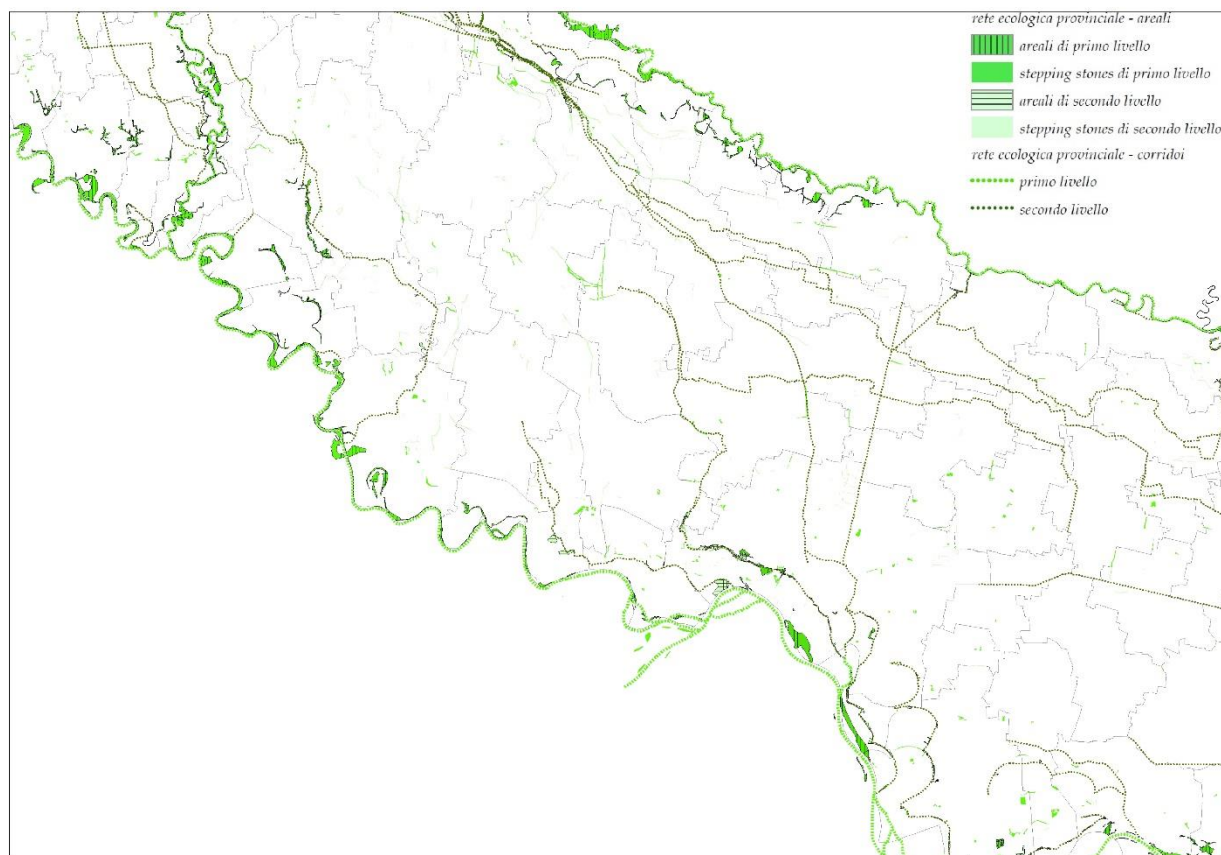 rete ecologica provinciale - areali
areali di primo livello
stepping stones di primo livello
areali di secondo livello
stepping stones di secondo livello
rete ecologica provinciale - corridoi
primo livello
secondo livello